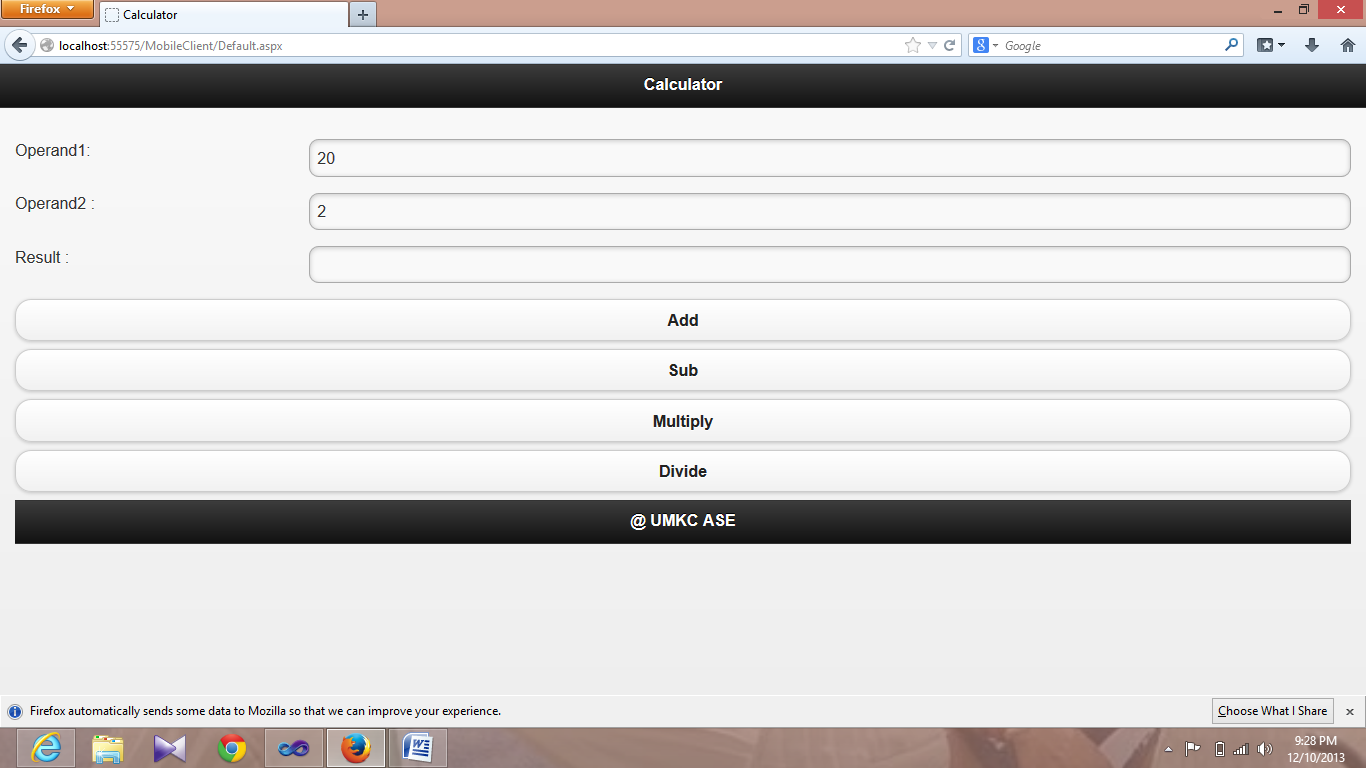 Firefox
Calculator
localhost:55575/MobileClient/Default.aspx
Google
Calculator
Operand1:
20
Operand2 :
2
Result :
Add
Sub
Multiply
Divide
@ UMKC ASE
Firefox automatically sends some data to Mozilla so that we can improve your experience.
Choose What I Share
9:28 PM
12/10/2013